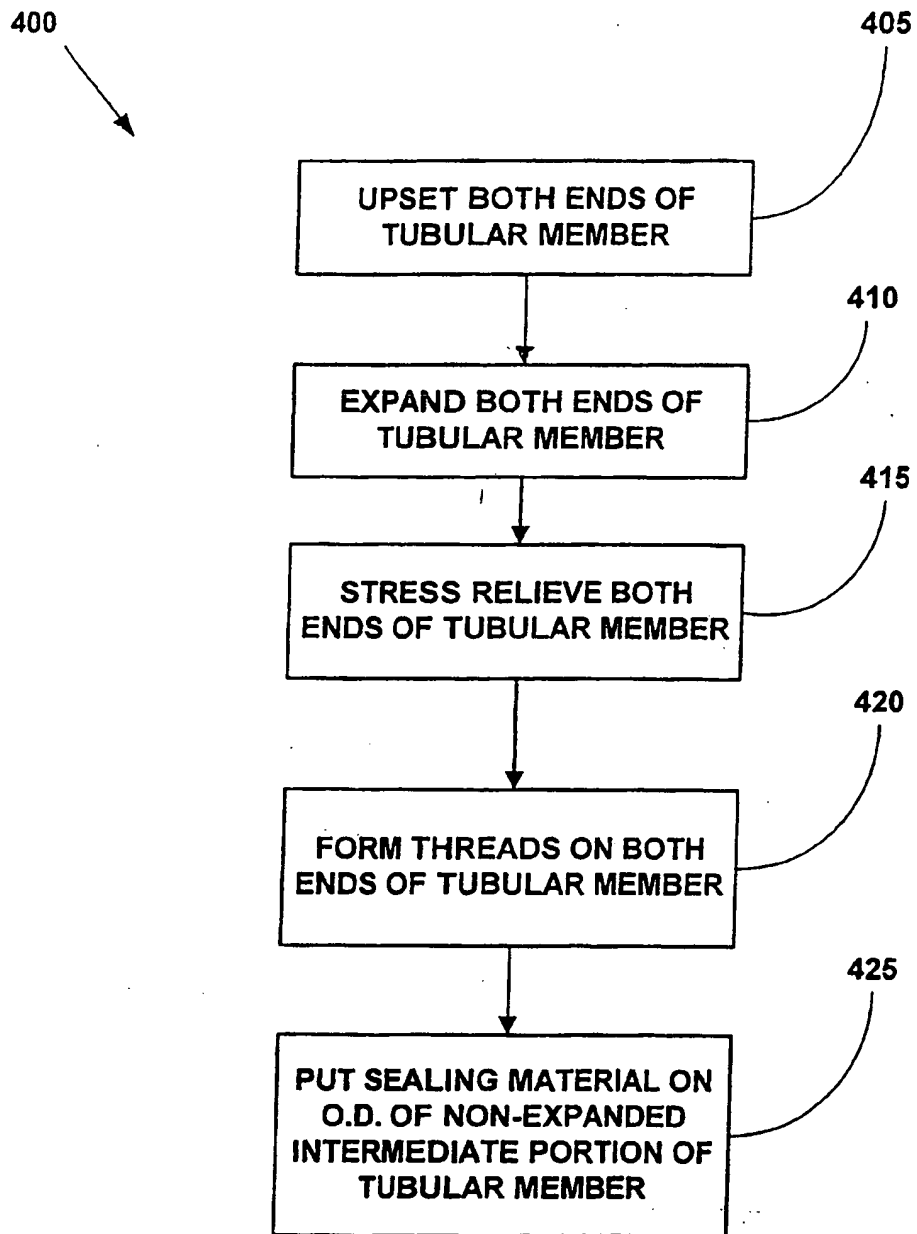 400
405
UPSET BOTH ENDS OF
TUBULAR MEMBER
410
EXPAND BOTH ENDS OF
TUBULAR MEMBER
415
STRESS RELIEVE BOTH
ENDS OF TUBULAR MEMBER
420
FORM THREADS ON BOTH
ENDS OF TUBULAR MEMBER
425
PUT SEALING MATERIAL ON
O.D. OF NON-EXPANDED
INTERMEDIATE PORTION OF
TUBULAR MEMBER